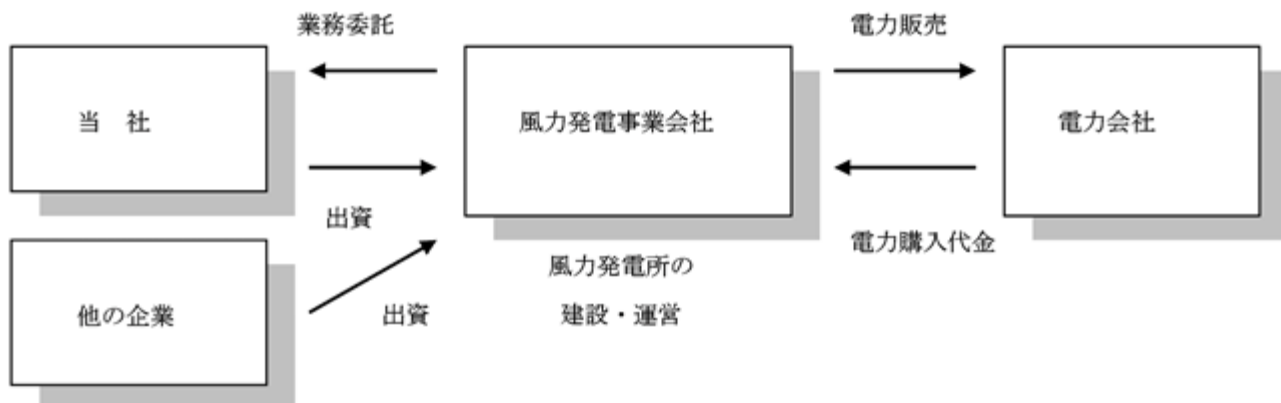 業務委託
電力販売
当　社
風力発電事業会社
電力会社
出資
電力購入代金
他の企業
出資
風力発電所の
建設・運営